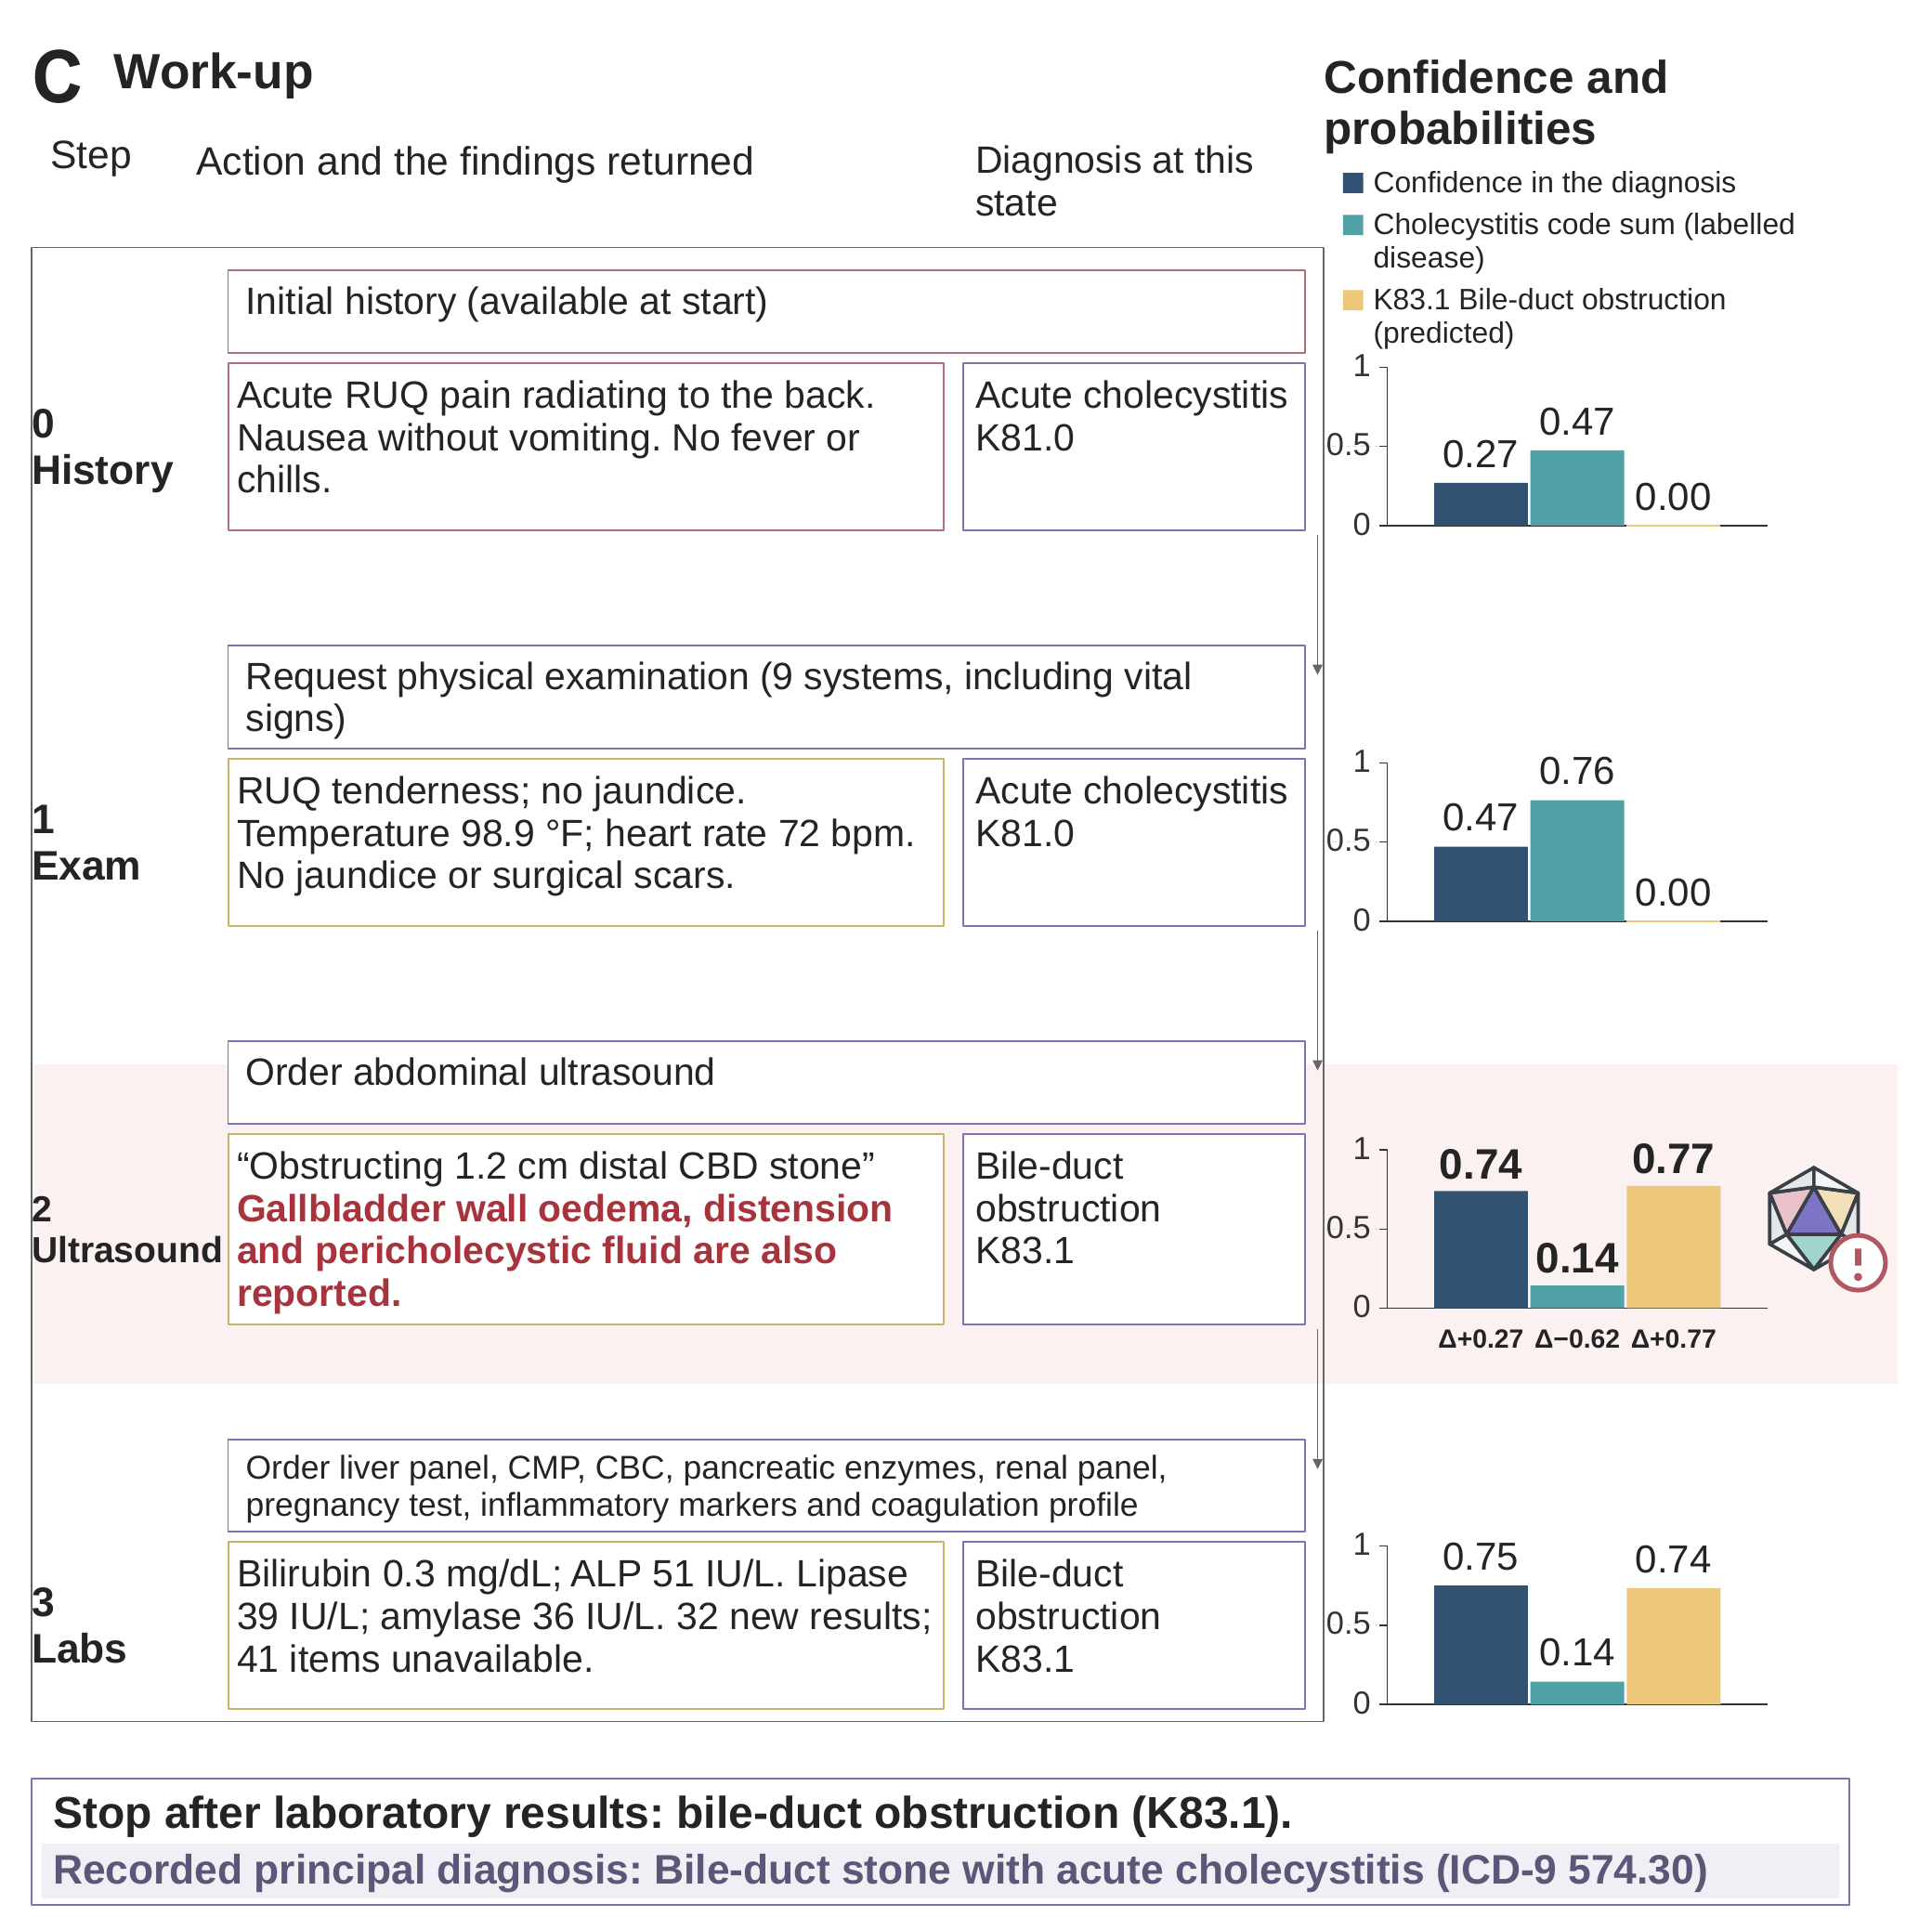 C Work-up
Confidence and
probabilities
Step
Action and the findings returned
Diagnosis at this
state
Confidence in the diagnosis
Cholecystitis code sum (labelled
disease)
K83.1 Bile-duct obstruction
(predicted)
0
History
Initial history (available at start)
Acute RUQ pain radiating to the back.
Nausea without vomiting. No fever or
chills.
Acute cholecystitis
K81.0
1
0.5
0
0.27
0.47
0.00
1
Exam
Request physical examination (9 systems, including vital
signs)
RUQ tenderness; no jaundice.
Temperature 98.9 °F; heart rate 72 bpm.
No jaundice or surgical scars.
Acute cholecystitis
K81.0
1
0.5
0
0.47
0.76
0.00
2
Ultrasound
Order abdominal ultrasound
“Obstructing 1.2 cm distal CBD stone”
Gallbladder wall oedema, distension
and pericholecystic fluid are also
reported.
Bile-duct
obstruction
K83.1
1
0.5
0
0.74
0.14
0.77
Δ+0.27 Δ−0.62 Δ+0.77
3
Labs
Order liver panel, CMP, CBC, pancreatic enzymes, renal panel,
pregnancy test, inflammatory markers and coagulation profile
Bilirubin 0.3 mg/dL; ALP 51 IU/L. Lipase
39 IU/L; amylase 36 IU/L. 32 new results;
41 items unavailable.
Bile-duct
obstruction
K83.1
1
0.5
0
0.75
0.14
0.74
Stop after laboratory results: bile-duct obstruction (K83.1).
Recorded principal diagnosis: Bile-duct stone with acute cholecystitis (ICD-9 574.30)